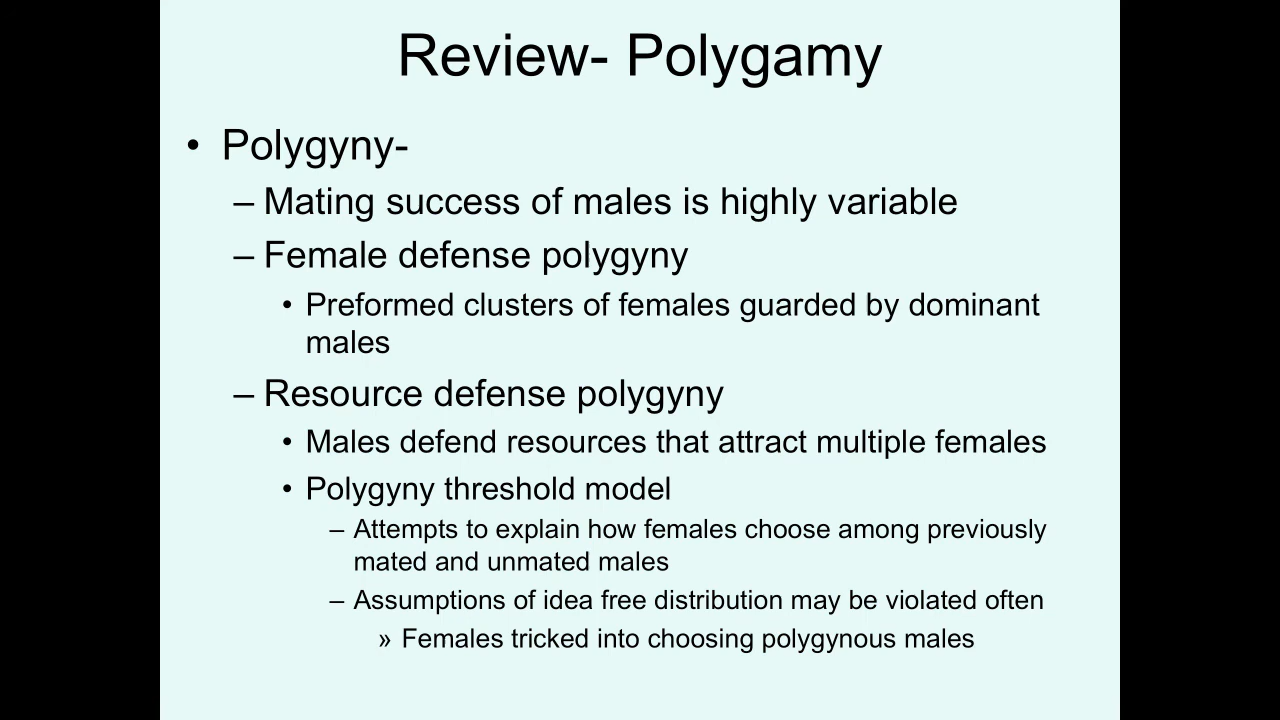 Review- Polygamy
• Polygyny-
– Mating success of males is highly variable
– Female defense polygyny
• Preformed clusters of females guarded by dominant
males
– Resource defense polygyny
• Males defend resources that attract multiple females
• Polygyny threshold model
– Attempts to explain how females choose among previously
mated and unmated males
– Assumptions of idea free distribution may be violated often
» Females tricked into choosing polygynous males